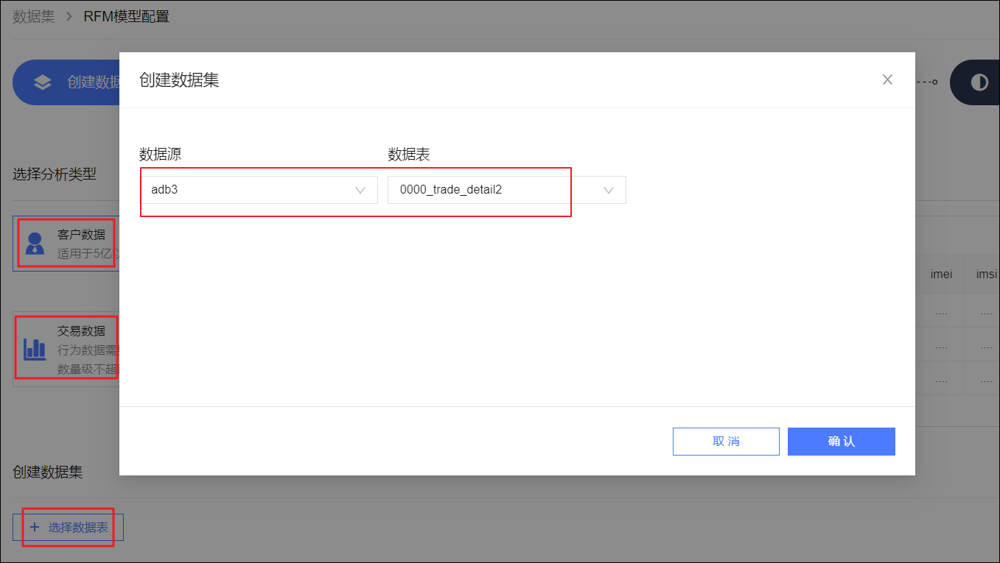 数据集 > RFM模型配置
创建数据
创建数据集
数据源
数据表
adb3
0000_trade_detail2
选择分析类型
客户数据
适用于5亿
交易数据
行为数据需
数量级不超
imei
imsi
....
....
....
....
....
....
取 消
确 认
创建数据集
+ 选择数据表